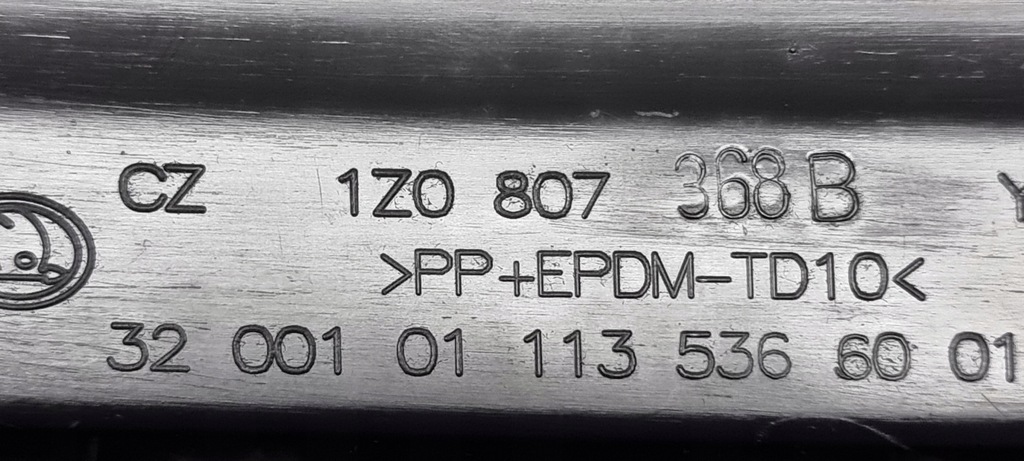 CZ 1Z0 807 368 B Y
>PP+EPDM-TD10<
32 001 01 113 536 60 01